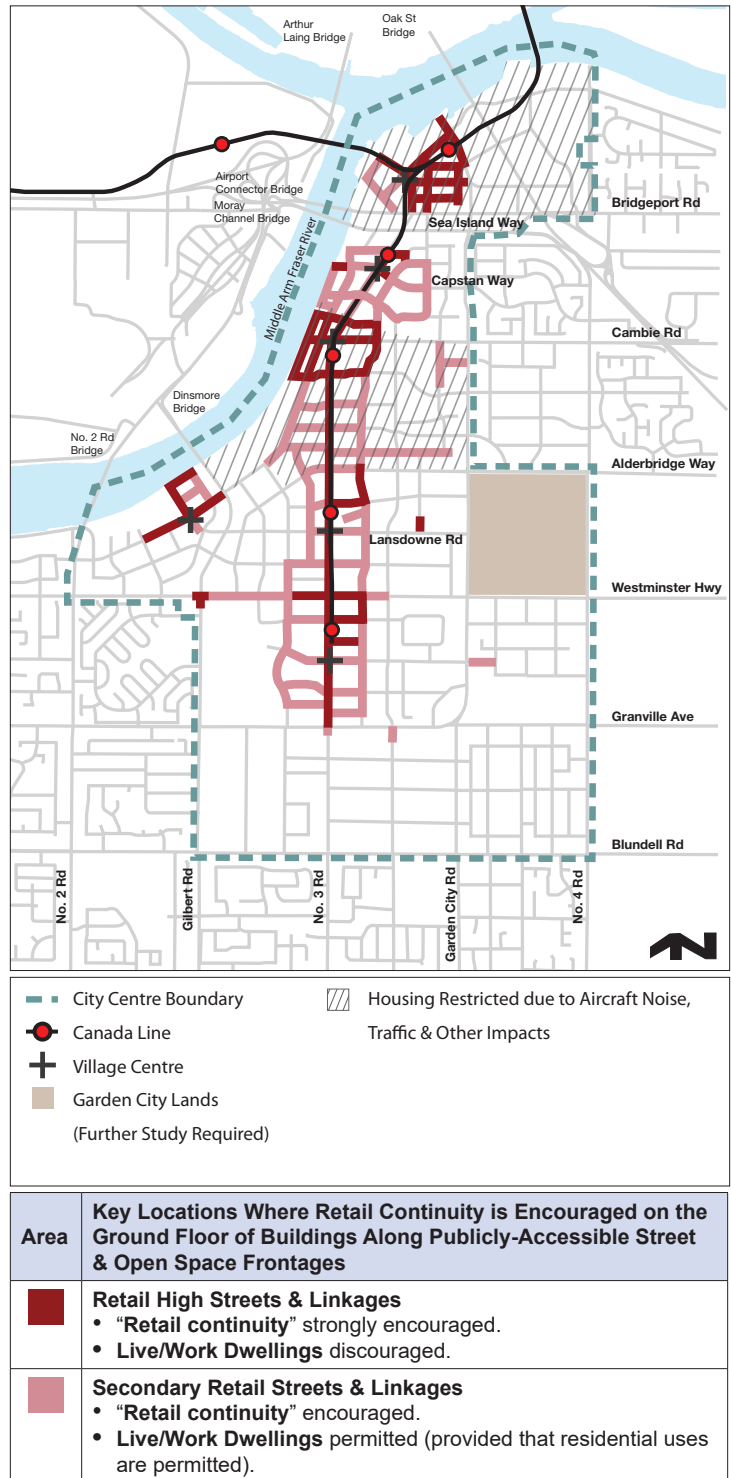 Arthur
Laing Bridge
Oak St
Bridge
Airport
Connector Bridge
Moray
Channel Bridge
Bridgeport Rd
Sea Island Way
Middle Arm Fraser River
Capstan Way
Cambie Rd
Dinsmore
Bridge
No. 2 Rd
Bridge
Alderbridge Way
Lansdowne Rd
Westminster Hwy
Granville Ave
Blundell Rd
No. 2 Rd
Gilbert Rd
No. 3 Rd
Garden City Rd
No. 4 Rd
N
City Centre Boundary
Canada Line
Village Centre
Garden City Lands
(Further Study Required)
Housing Restricted due to Aircraft Noise,
Traffic & Other Impacts
Area
Key Locations Where Retail Continuity is Encouraged on the
Ground Floor of Buildings Along Publicly-Accessible Street
& Open Space Frontages
Retail High Streets & Linkages
• “Retail continuity” strongly encouraged.
• Live/Work Dwellings discouraged.
Secondary Retail Streets & Linkages
• “Retail continuity” encouraged.
• Live/Work Dwellings permitted (provided that residential uses
are permitted).